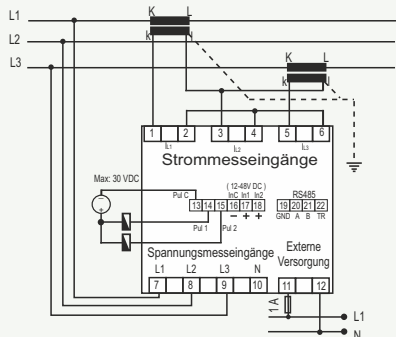 L1
K L
L2
k l
L3
K L
k l
1 2 3 4 5 6
IL1 IL2 IL3
Strommesseingänge
Max: 30 VDC
( 12-48V DC )
Pul C InC In1 In2 RS485
13 14 15 16 17 18 19 20 21 22
− + + GND A B TR
Pul 1 Pul 2
Spannungsmesseingänge
Externe
Versorgung
L1 L2 L3 N
7 8 9 10 11 12
1 A
L1
N